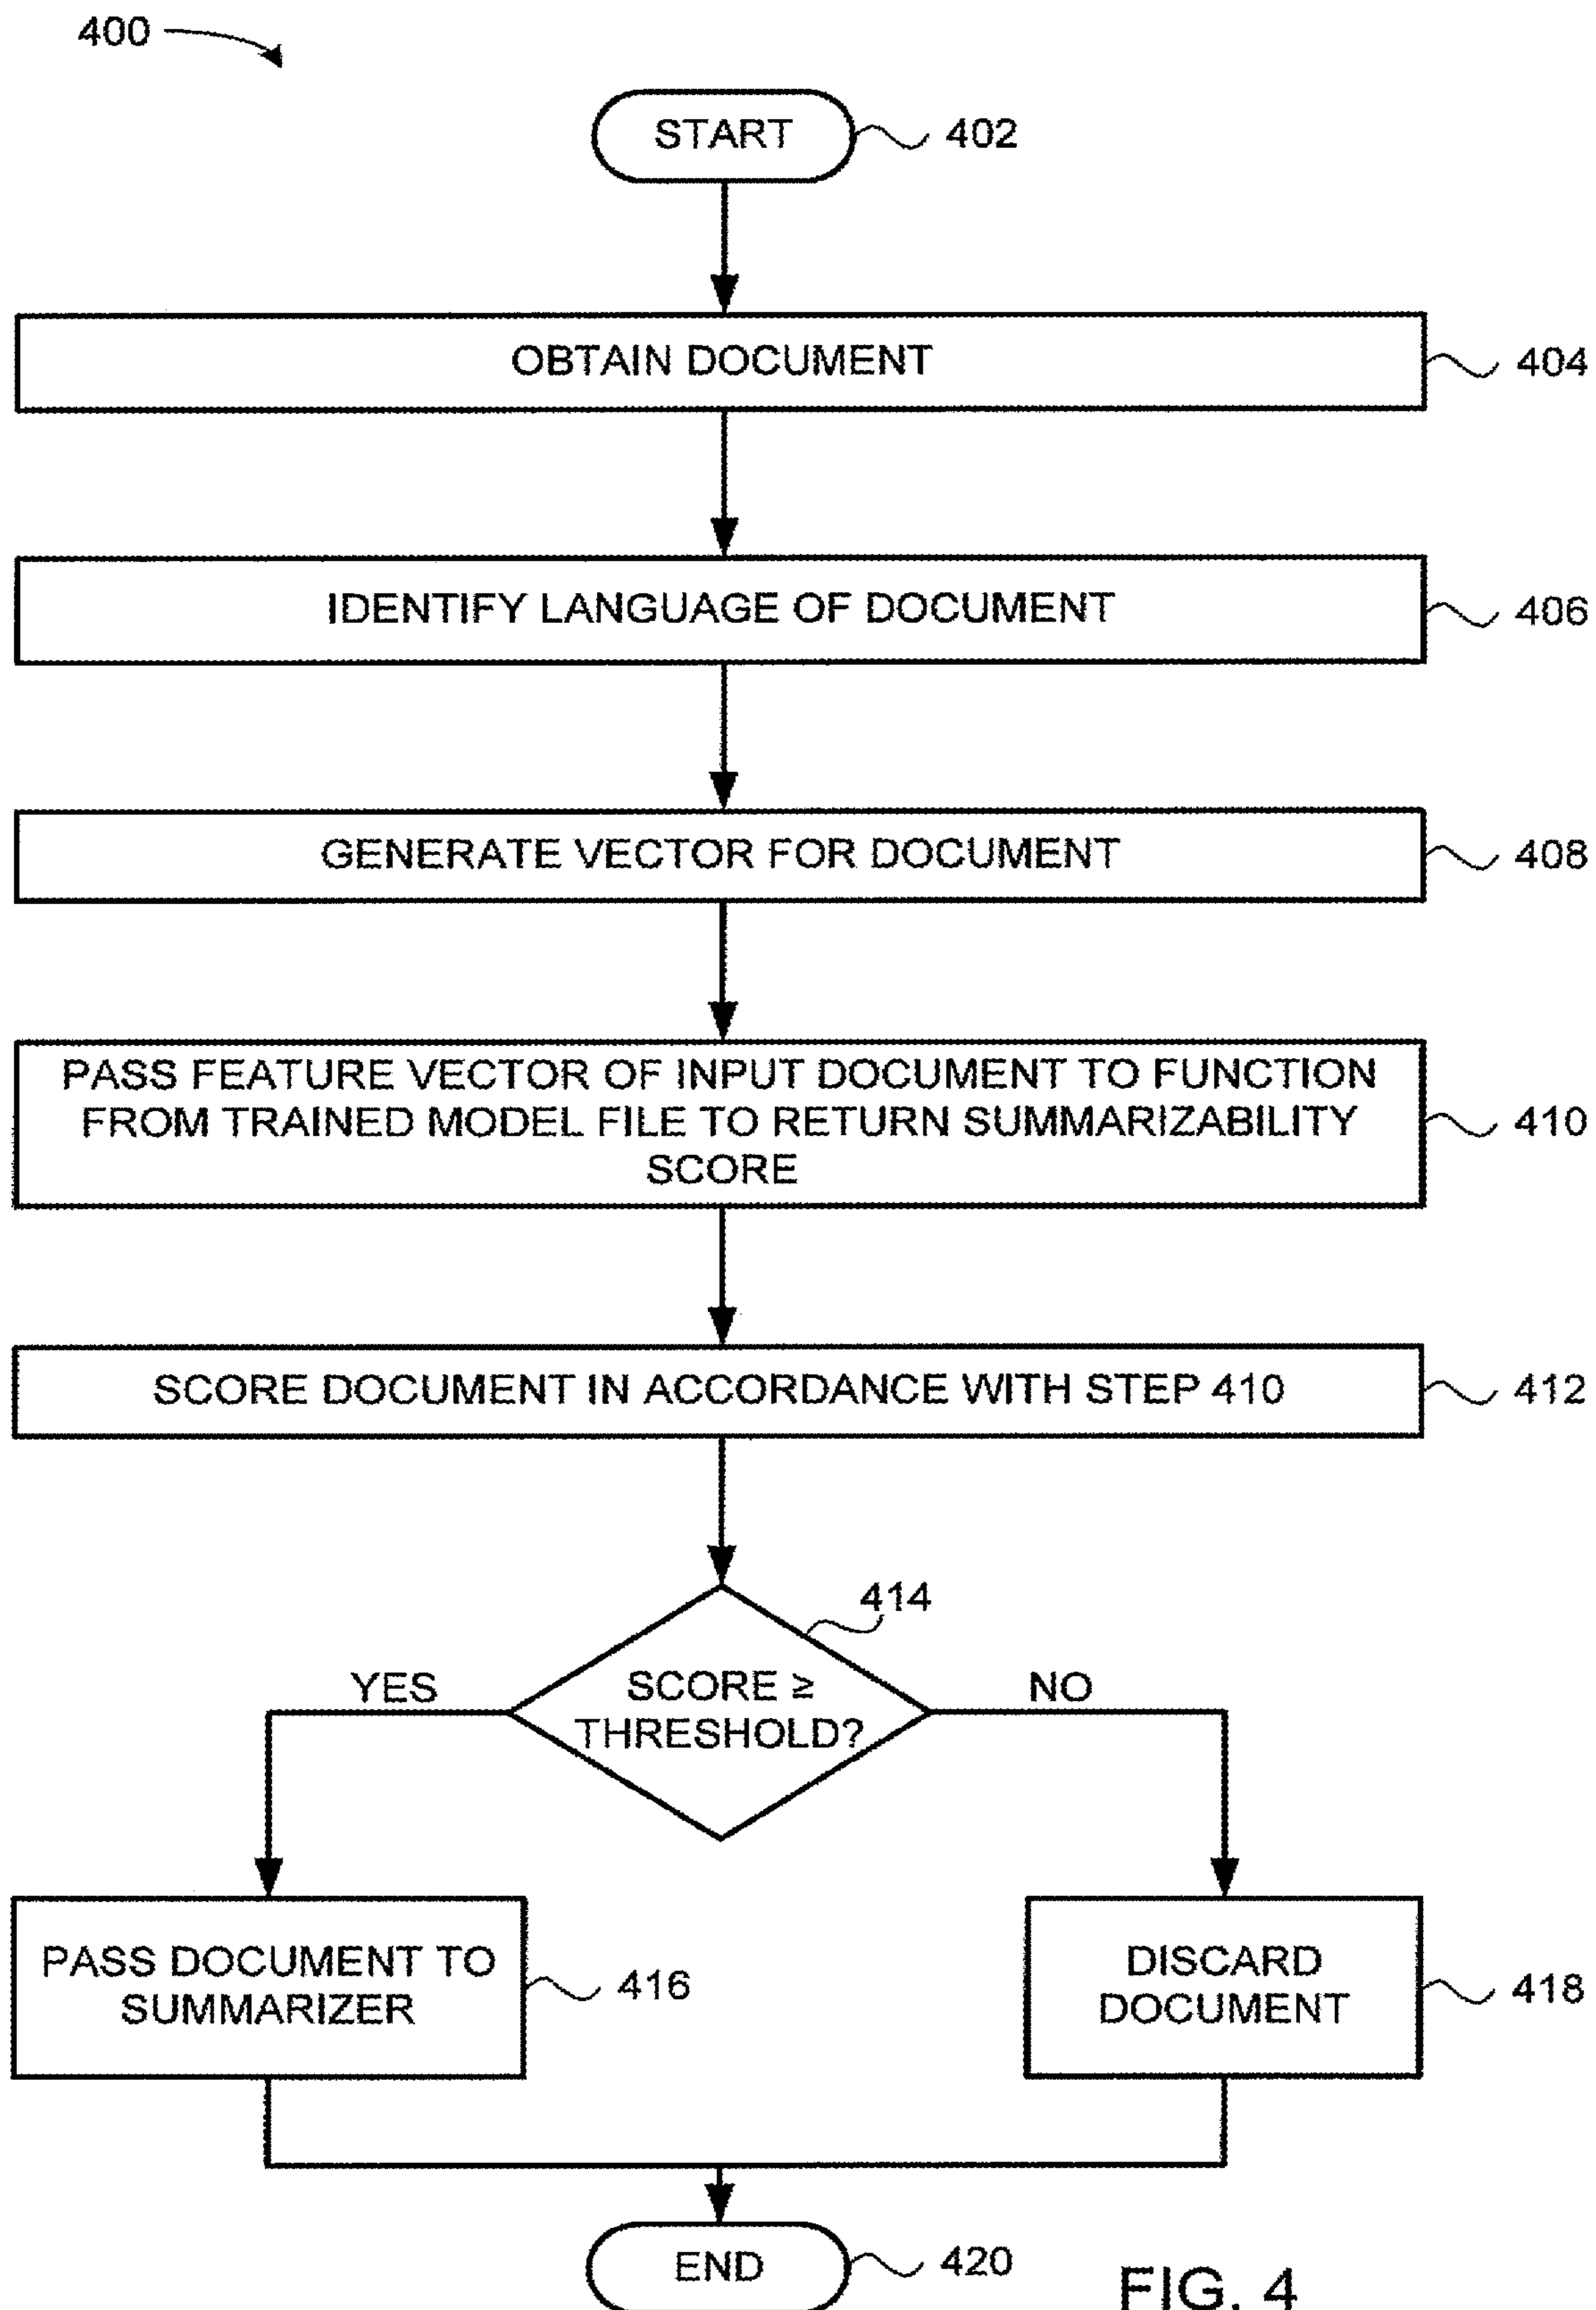 400
START
402
OBTAIN DOCUMENT
404
IDENTIFY LANGUAGE OF DOCUMENT
406
GENERATE VECTOR FOR DOCUMENT
408
PASS FEATURE VECTOR OF INPUT DOCUMENT TO FUNCTION
FROM TRAINED MODEL FILE TO RETURN SUMMARIZABILITY
SCORE
410
SCORE DOCUMENT IN ACCORDANCE WITH STEP 410
412
414
SCORE ≥
THRESHOLD?
YES
NO
PASS DOCUMENT TO
SUMMARIZER
416
DISCARD
DOCUMENT
418
END
420
FIG. 4